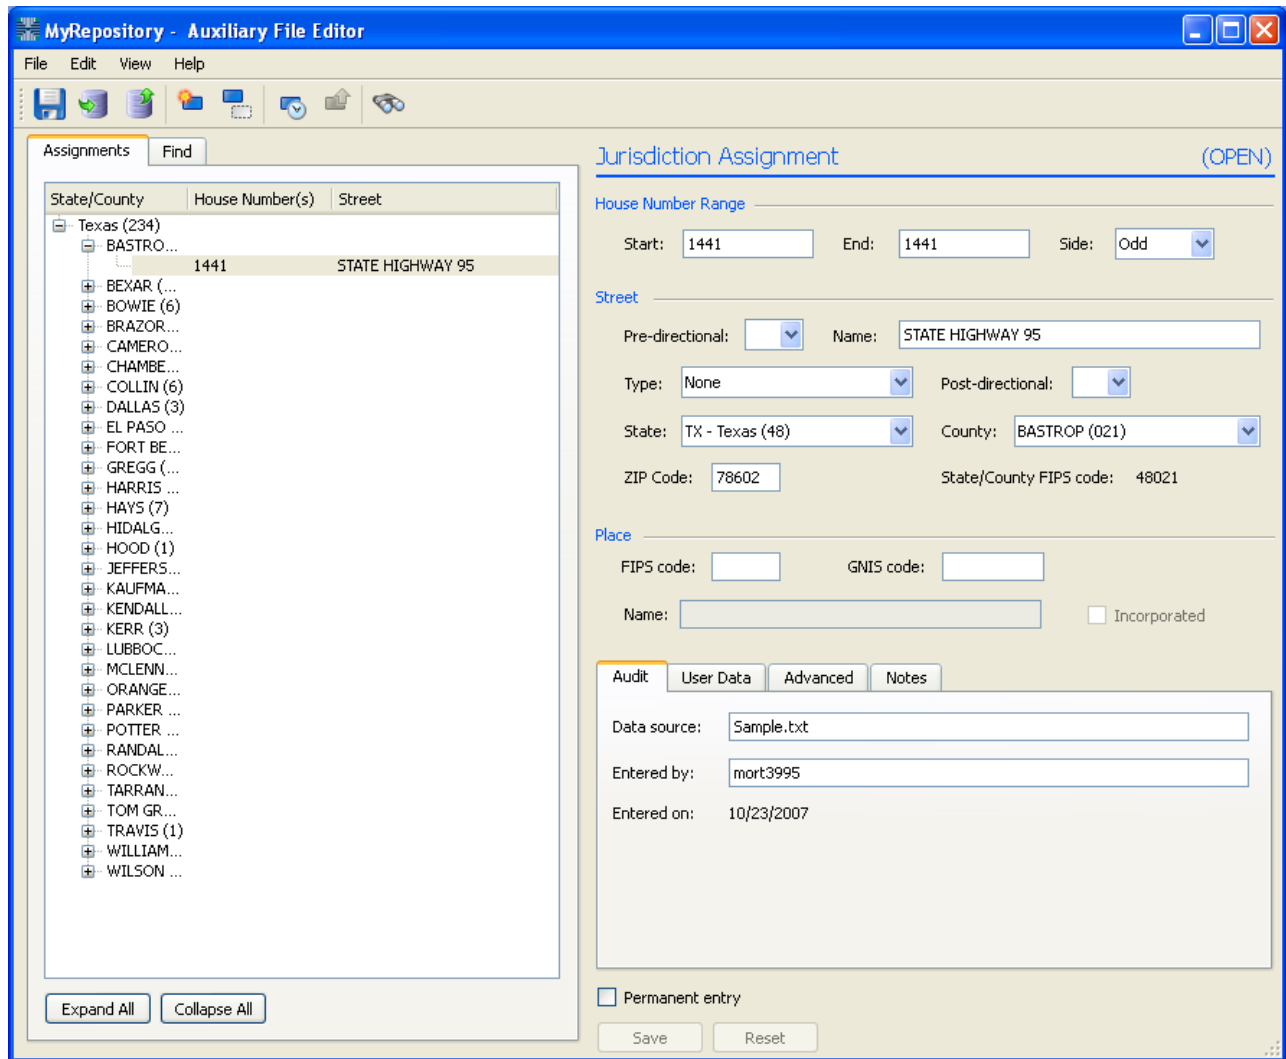 MyRepository - Auxiliary File Editor
File Edit View Help
Assignments Find
State/County House Number(s) Street
Texas (234)
BASTRO...
1441 STATE HIGHWAY 95
BEXAR (...
BOWIE (6)
BRAZOR...
CAMERO...
CHAMBE...
COLLIN (6)
DALLAS (3)
EL PASO ...
FORT BE...
GREGG (...
HARRIS ...
HAYS (7)
HIDALG...
HOOD (1)
JEFFERS...
KAUFMA...
KENDALL...
KERR (3)
LUBBOC...
MCLENN...
ORANGE...
PARKER ...
POTTER ...
RANDAL...
ROCKW...
TARRAN...
TOM GR...
TRAVIS (1)
WILLIAM...
WILSON ...
Expand All Collapse All
Jurisdiction Assignment (OPEN)
House Number Range
Start: 1441 End: 1441 Side: Odd
Street
Pre-directional: Name: STATE HIGHWAY 95
Type: None Post-directional:
State: TX - Texas (48) County: BASTROP (021)
ZIP Code: 78602 State/County FIPS code: 48021
Place
FIPS code: GNIS code:
Name: Incorporated
Audit User Data Advanced Notes
Data source: Sample.txt
Entered by: mort3995
Entered on: 10/23/2007
Permanent entry
Save Reset